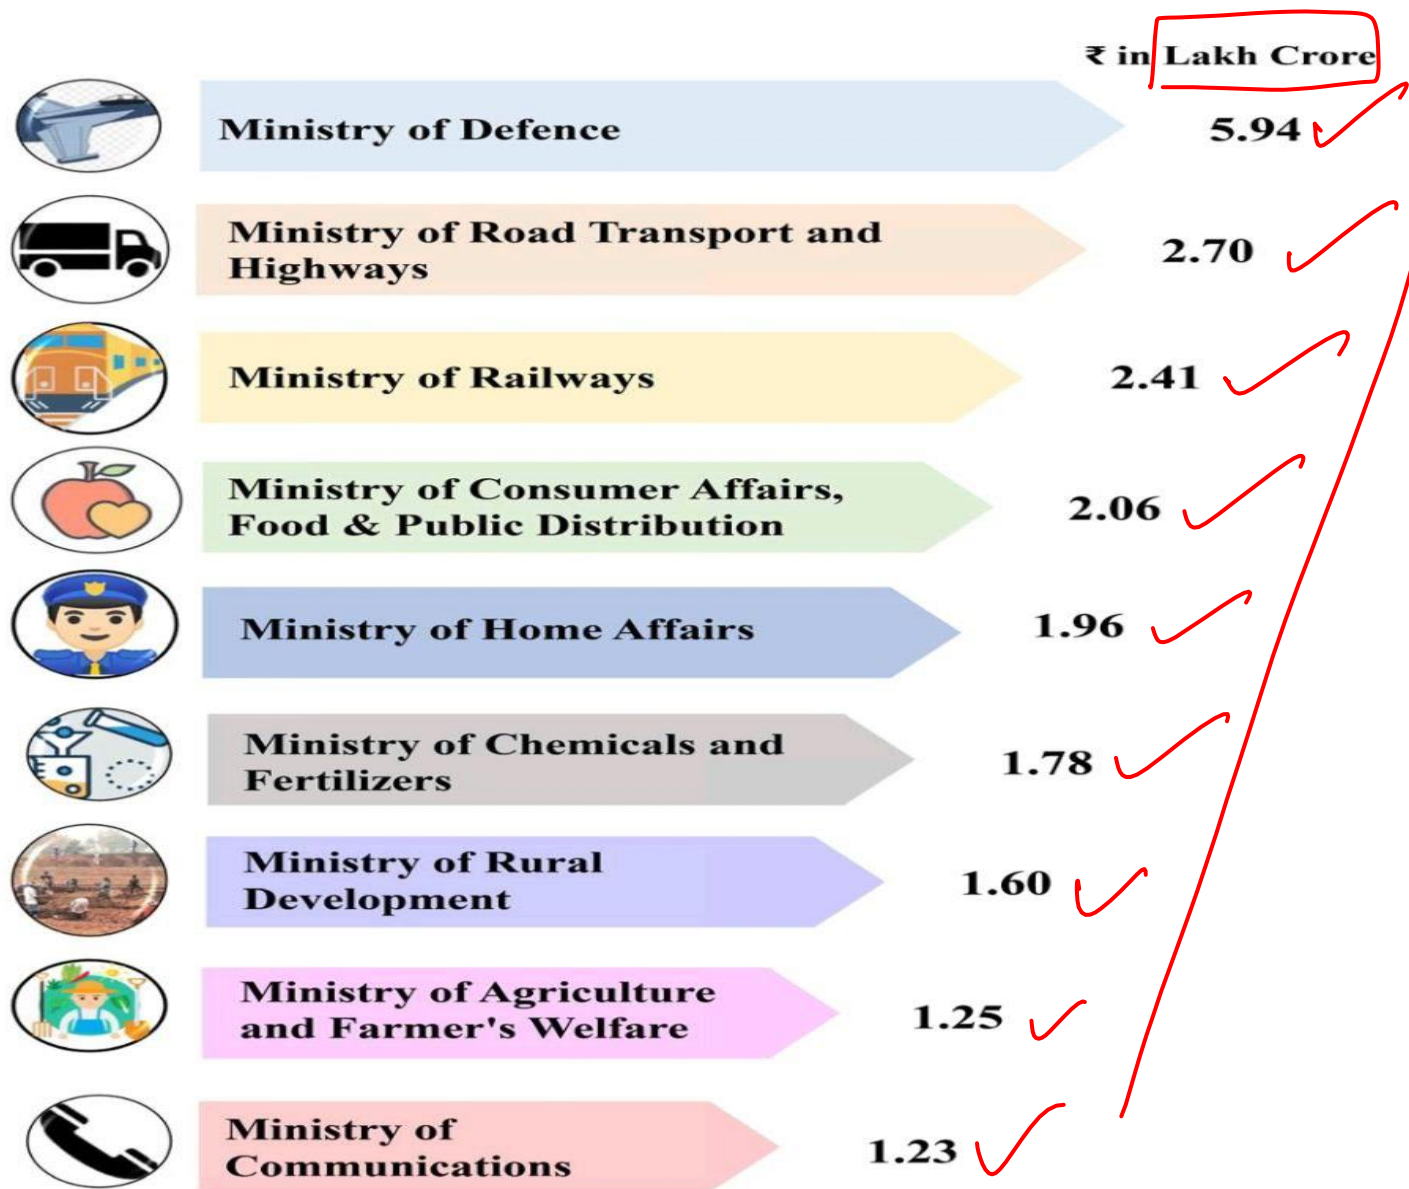 ₹ in Lakh Crore
Ministry of Defence
5.94
Ministry of Road Transport and
Highways
2.70
Ministry of Railways
2.41
Ministry of Consumer Affairs,
Food & Public Distribution
2.06
Ministry of Home Affairs
1.96
Ministry of Chemicals and
Fertilizers
1.78
Ministry of Rural
Development
1.60
Ministry of Agriculture
and Farmer's Welfare
1.25
Ministry of
Communications
1.23